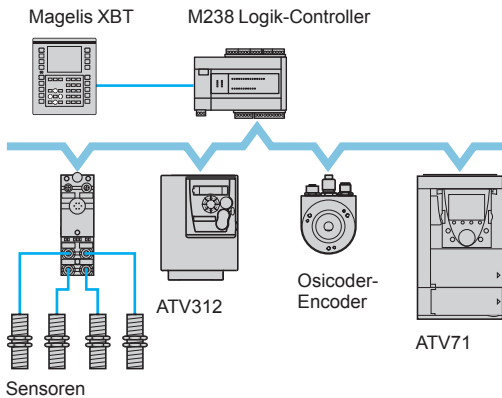 Magelis XBT
M238 Logik-Controller
ATV312
Osicoder-
Encoder
ATV71
Sensoren